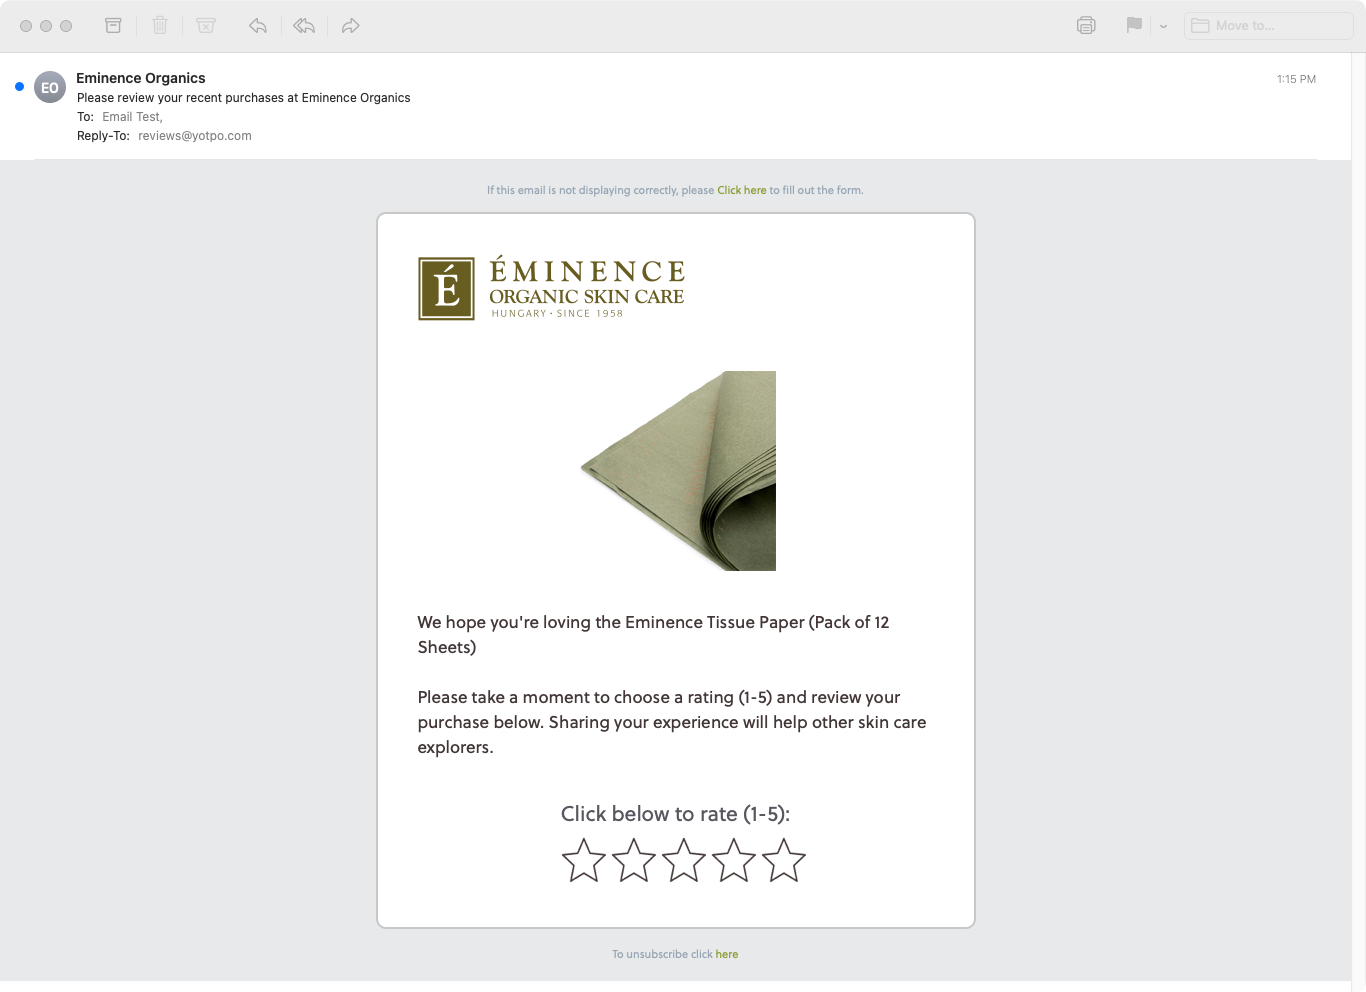 Move to...
EO
Eminence Organics
1:15 PM
Please review your recent purchases at Eminence Organics
To: Email Test,
Reply-To: reviews@yotpo.com
If this email is not displaying correctly, please Click here to fill out the form.
É
ÉMINENCE
ORGANIC SKIN CARE
HUNGARY • SINCE 1958
We hope you're loving the Eminence Tissue Paper (Pack of 12
Sheets)
Please take a moment to choose a rating (1-5) and review your
purchase below. Sharing your experience will help other skin care
explorers.
Click below to rate (1-5):
To unsubscribe click here